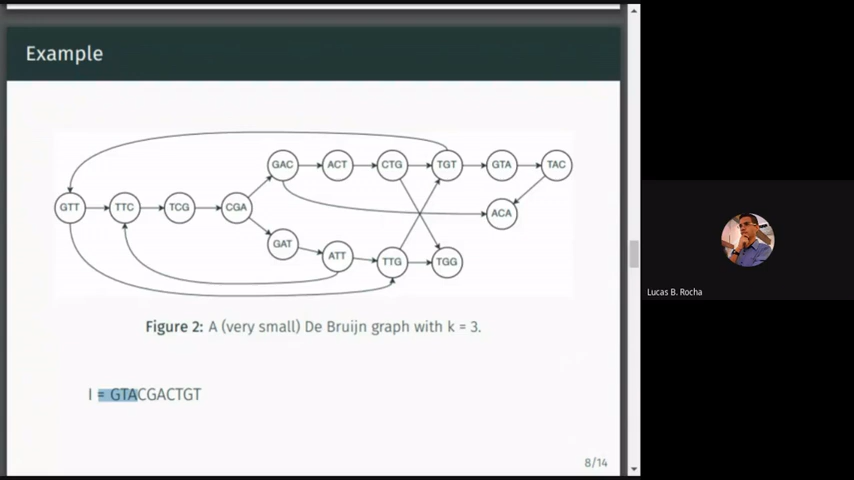 Example
GAC ACT CTG TGT GTA TAC
GTT TTC TCG CGA ACA
GAT ATT TTG TGG
Figure 2: A (very small) De Bruijn graph with k = 3.
I = GTACGACTGT
8/14
Lucas B. Rocha